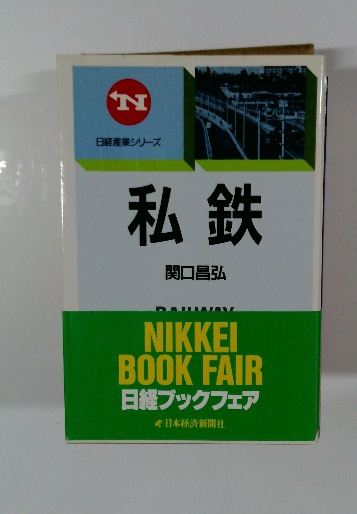 N
日経産業シリーズ
私鉄
関口昌弘
RAILWAY
NIKKEI
BOOK FAIR
日経ブックフェア
日本経済新聞社